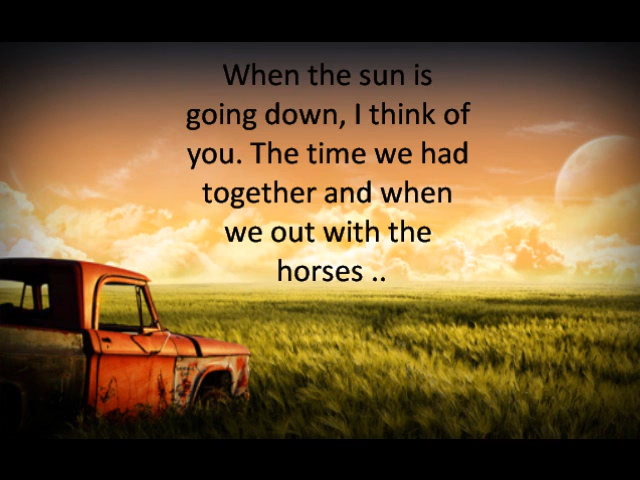 When the sun is
going down, I think of
you. The time we had
together and when
we out with the
horses ..